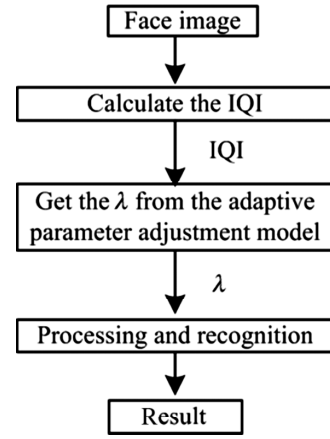 Face image
Calculate the IQI
IQI
Get the λ from the adaptive
parameter adjustment model
λ
Processing and recognition
Result